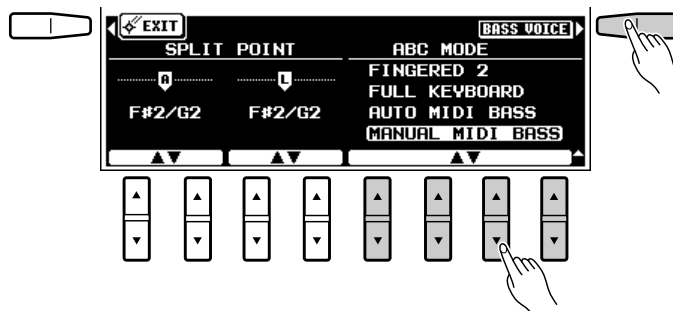 EXIT
BASS VOICE
SPLIT POINT
ABC MODE
A
L
F#2/G2
F#2/G2
FINGERED 2
FULL KEYBOARD
AUTO MIDI BASS
MANUAL MIDI BASS